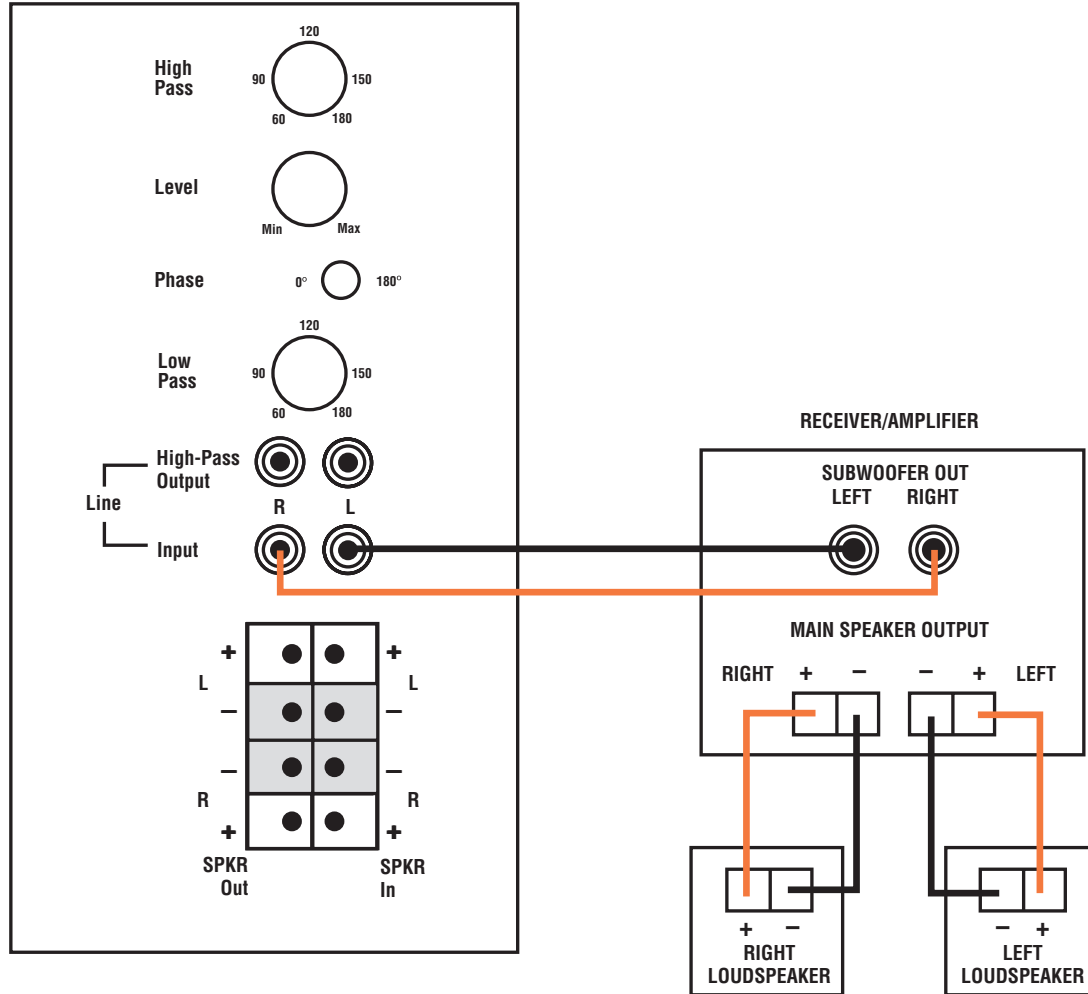 120
High
Pass
90
150
60
180
Level
Min
Max
Phase
0°
180°
120
Low
Pass
90
150
60
180
High-Pass
Output
Line
R
L
Input
+
+
L
L
–
–
–
–
R
R
+
+
SPKR
Out
SPKR
In
RECEIVER/AMPLIFIER
SUBWOOFER OUT
LEFT RIGHT
MAIN SPEAKER OUTPUT
RIGHT + – – + LEFT
+ –
RIGHT
LOUDSPEAKER
– +
LEFT
LOUDSPEAKER